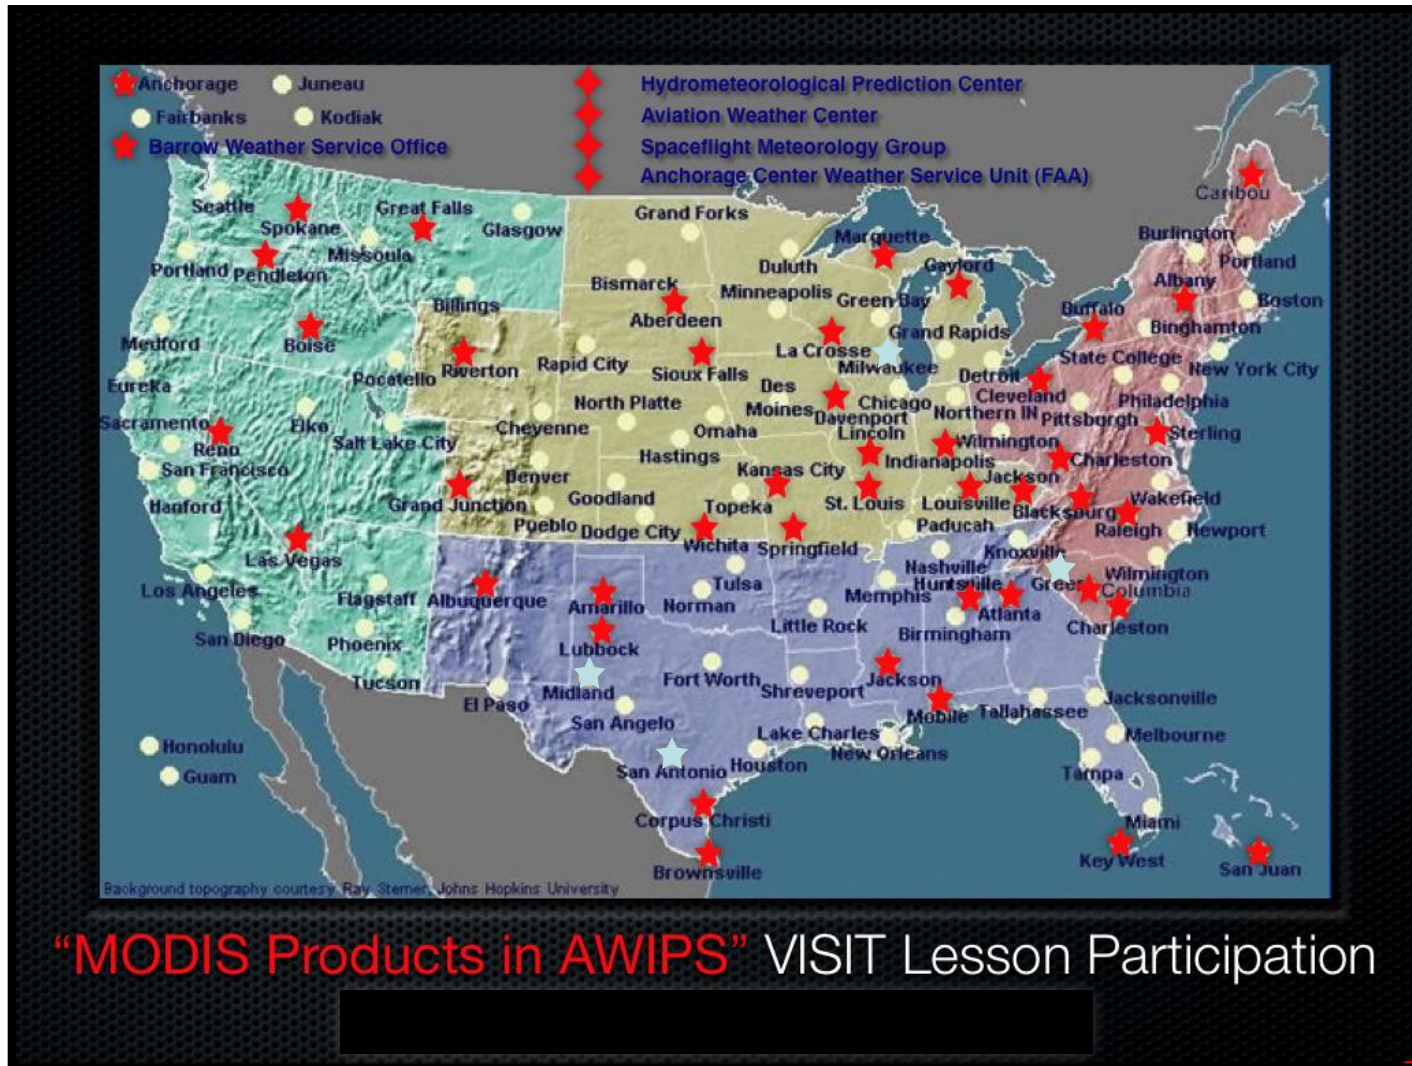 Anchorage Juneau
Fairbanks Kodiak
Barrow Weather Service Office
Hydrometeorological Prediction Center
Aviation Weather Center
Spaceflight Meteorology Group
Anchorage Center Weather Service Unit (FAA)
Caribou
Seattle
Spokane
Great Falls
Glasgow
Grand Forks
Marquette
Burlington
Portland Pendleton
Missoula
Bismarck
Duluth
Gaylord
Albany
Portland
Billings
Aberdeen
Minneapolis
Green Bay
Buffalo
Boston
Medford
Boise
Pocatello
Riverton
Rapid City
Sioux Falls
La Crosse
Milwaukee
Grand Rapids
Detroit
Binghamton
State College
New York City
Eureka
Elko
Salt Lake City
Cheyenne
North Platte
Omaha
Des
Moines
Davenport
Chicago
Northern IN
Cleveland
Pittsburgh
Philadelphia
Sacramento
Reno
San Francisco
Hanford
Grand Junction
Denver
Pueblo
Hastings
Goodland
Dodge City
Kansas City
Topeka
Lincoln
St. Louis
Indianapolis
Wilmington
Louisville
Jackson
Charleston
Sterling
Blacksburg
Wakefield
Raleigh
Newport
Las Vegas
Wichita
Springfield
Paducah
Nashville
Knoxville
Los Angeles
Flagstaff
Albuquerque
Amarillo
Norman
Tulsa
Little Rock
Memphis
Huntsville
Atlanta
Greer
Wilmington
Columbia
San Diego
Phoenix
Tucson
Lubbock
Birmingham
Charleston
El Paso
Midland
San Angelo
Fort Worth
Shreveport
Jackson
Mobile
Tallahassee
Jacksonville
Honolulu
Guam
San Antonio
Houston
Lake Charles
New Orleans
Melbourne
Tampa
Corpus Christi
Brownsville
Miami
Key West
San Juan
Background topography courtesy Ray Sterner, Johns Hopkins University
“MODIS Products in AWIPS” VISIT Lesson Participation